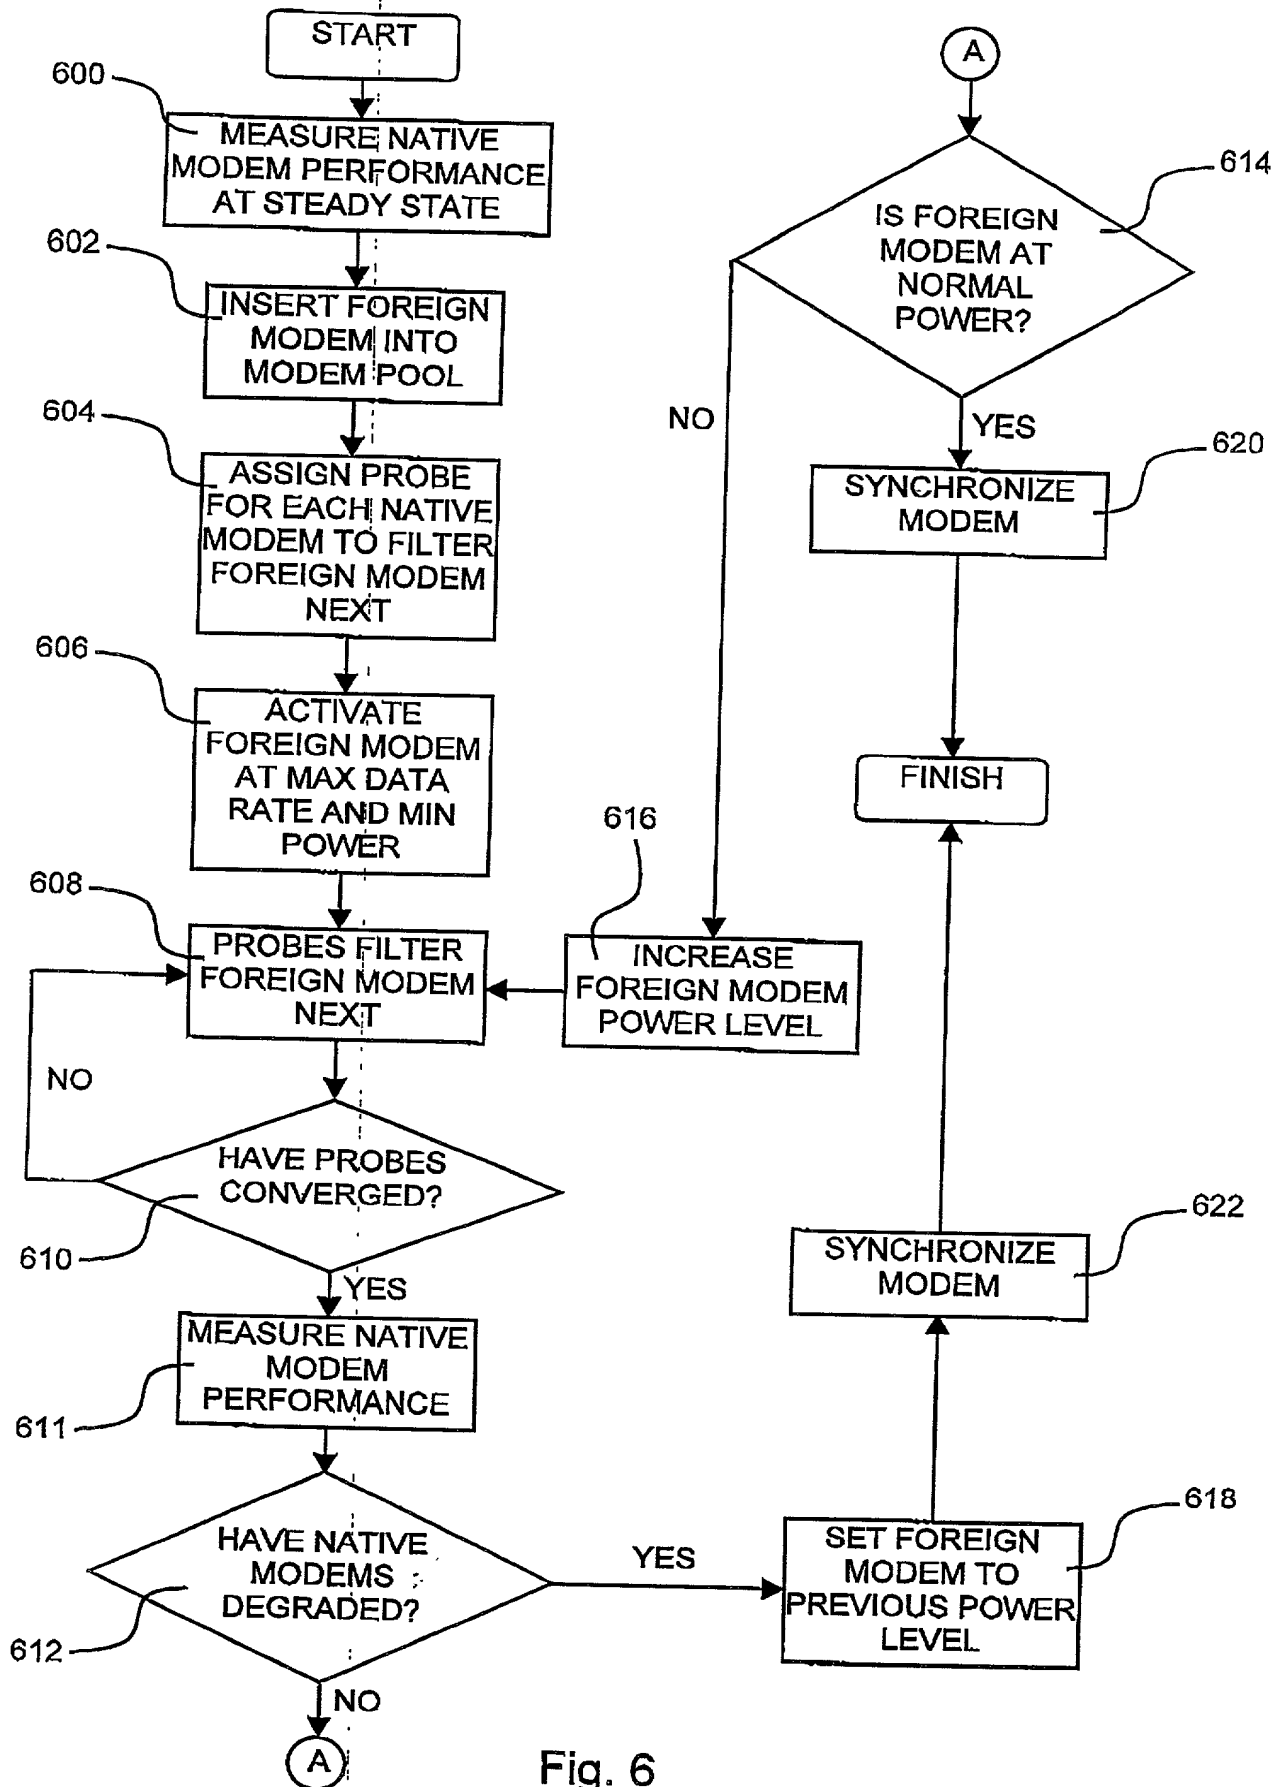 START
600
MEASURE NATIVE
MODEM PERFORMANCE
AT STEADY STATE
602
INSERT FOREIGN
MODEM INTO
MODEM POOL
604
ASSIGN PROBE
FOR EACH NATIVE
MODEM TO FILTER
FOREIGN MODEM
NEXT
606
ACTIVATE
FOREIGN MODEM
AT MAX DATA
RATE AND MIN
POWER
608
PROBES FILTER
FOREIGN MODEM
NEXT
NO
HAVE PROBES
CONVERGED?
610
YES
MEASURE NATIVE
MODEM
PERFORMANCE
611
HAVE NATIVE
MODEMS
DEGRADED?
612
YES
NO
A
A
614
IS FOREIGN
MODEM AT
NORMAL
POWER?
NO
YES
620
SYNCHRONIZE
MODEM
FINISH
616
INCREASE
FOREIGN MODEM
POWER LEVEL
622
SYNCHRONIZE
MODEM
618
SET FOREIGN
MODEM TO
PREVIOUS POWER
LEVEL
Fig. 6